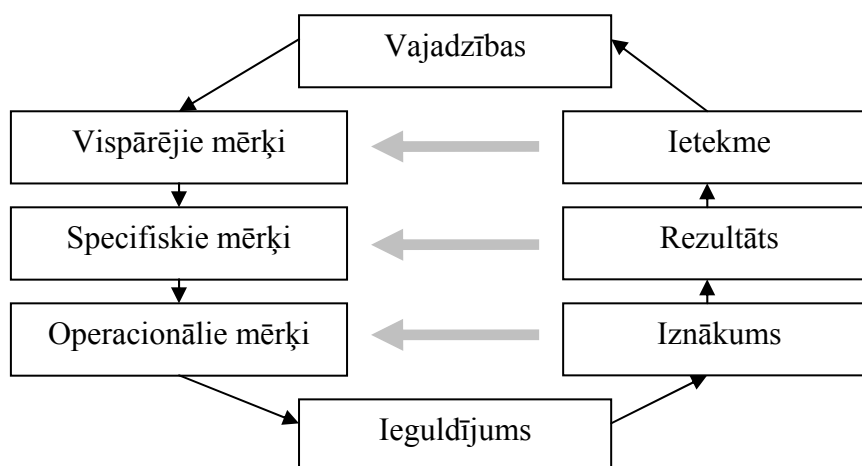 Vajadzības
Vispārējie mērķi
Ietekme
Specifiskie mērķi
Rezultāts
Operacionālie mērķi
Iznākums
Ieguldījums